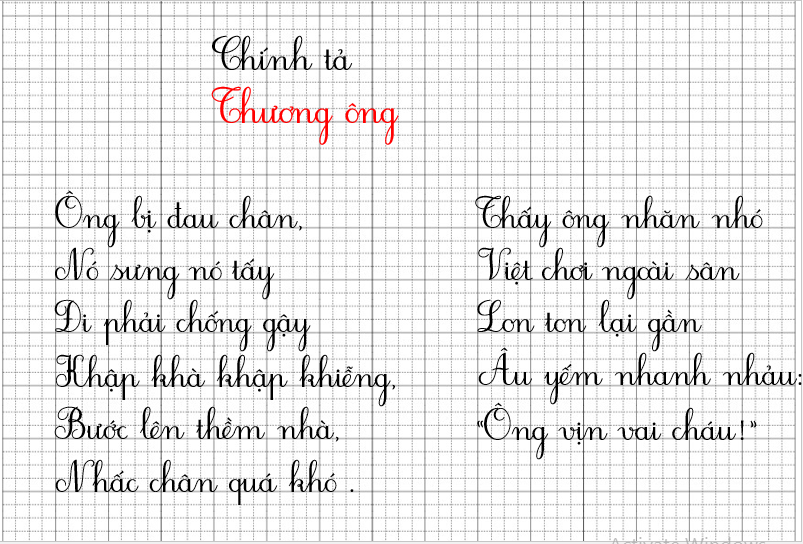 Chính tả
Thương ông
Ông bị đau chân,
Nó sưng nó tấy
Đi phải chống gậy
Khập khà khập khiễng,
Bước lên thềm nhà,
Nhấc chân quá khó .
Thấy ông nhăn nhó
Việt chơi ngoài sân
Lon ton lại gần
Âu yếm nhanh nhảu:
“Ông vịn vai cháu!”
Activate Windows